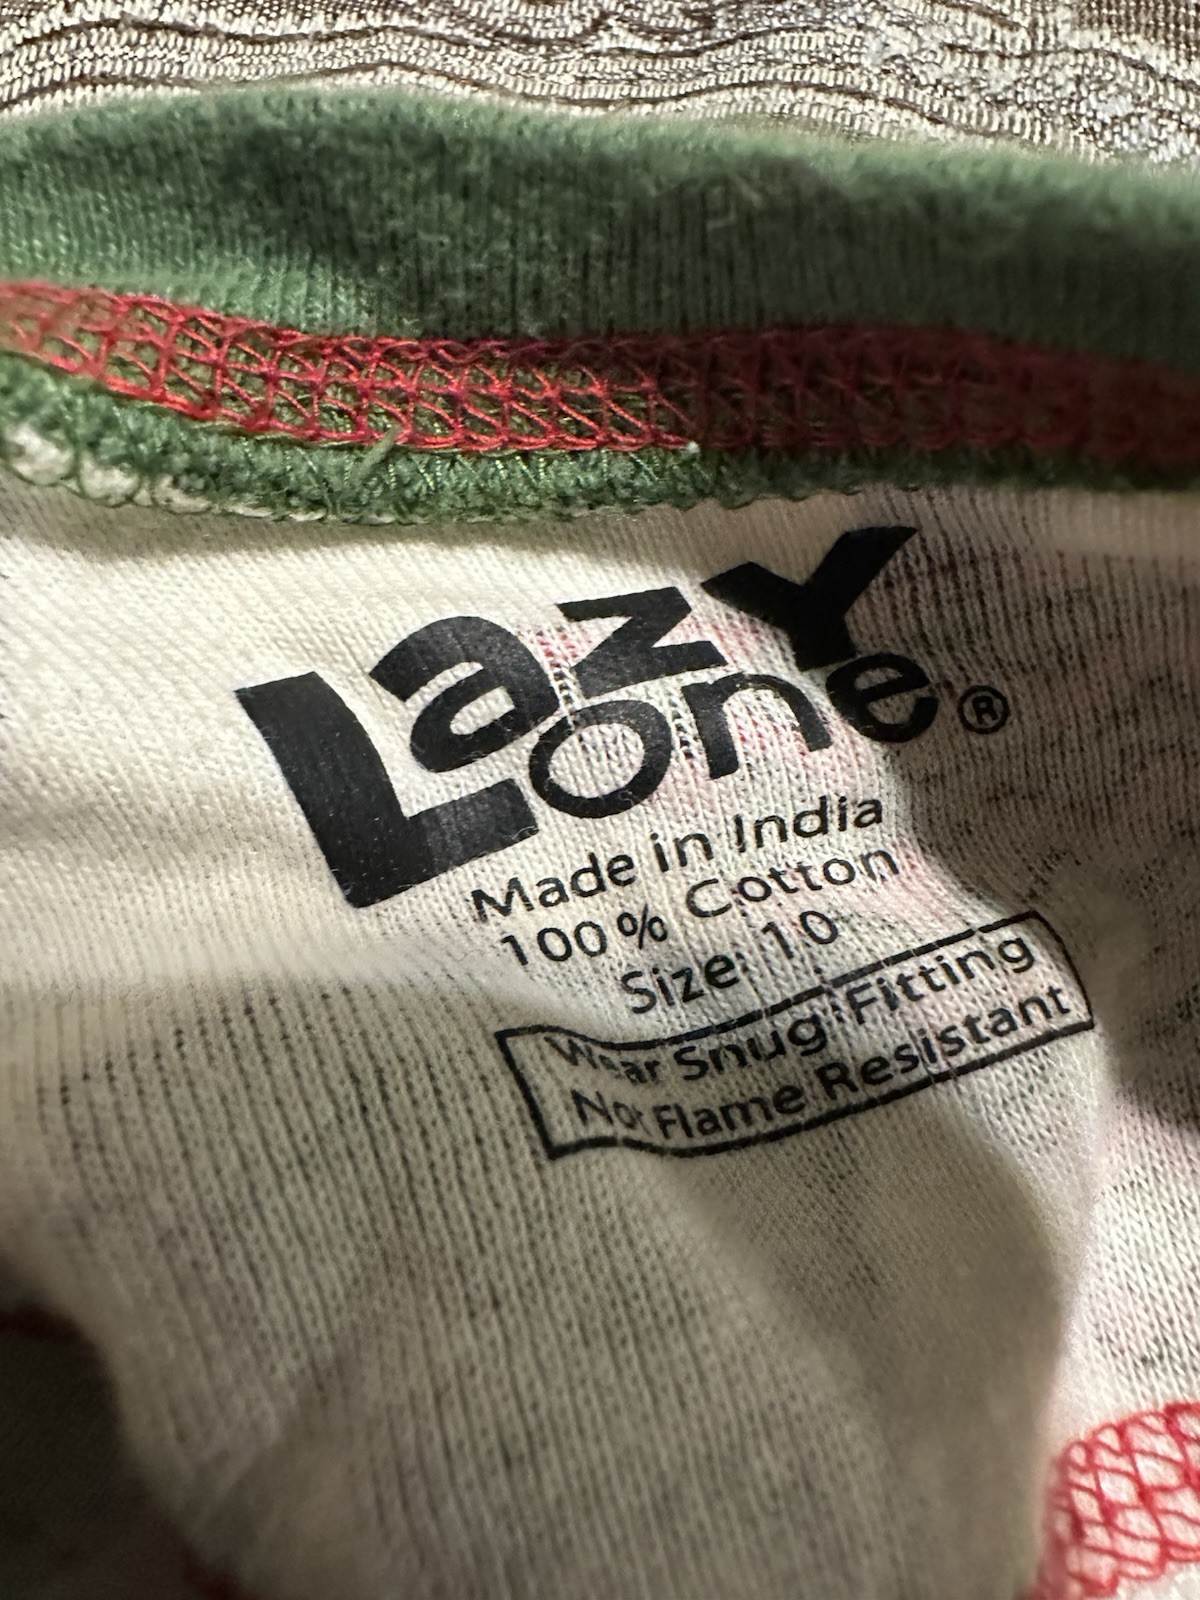 Lazy
One®
Made in India
100% Cotton
Size: 10
Wear Snug Fitting
Not Flame Resistant